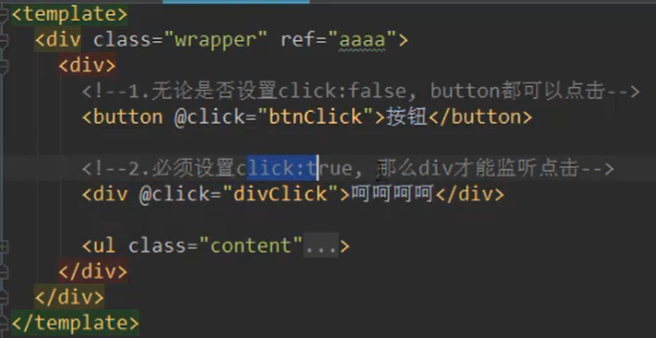 <template>
<div class="wrapper" ref="aaaa">
<div>
<!--1.无论是否设置click:false, button都可以点击-->
<button @click="btnClick">按钮</button>
<!--2.必须设置click:true, 那么div才能监听点击-->
<div @click="divClick">呵呵呵呵</div>
<ul class="content"...>
</div>
</div>
</template>